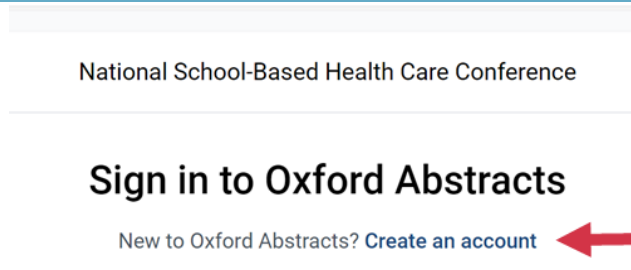 National School-Based Health Care Conference
Sign in to Oxford Abstracts
New to Oxford Abstracts? Create an account